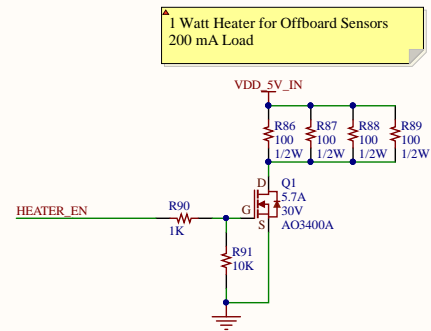 1 Watt Heater for Offboard Sensors
200 mA Load
VDD_5V_IN
R86
100
1/2W
R87
100
1/2W
R88
100
1/2W
R89
100
1/2W
D
Q1
5.7A
30V
AO3400A
G
S
HEATER_EN
R90
1K
R91
10K